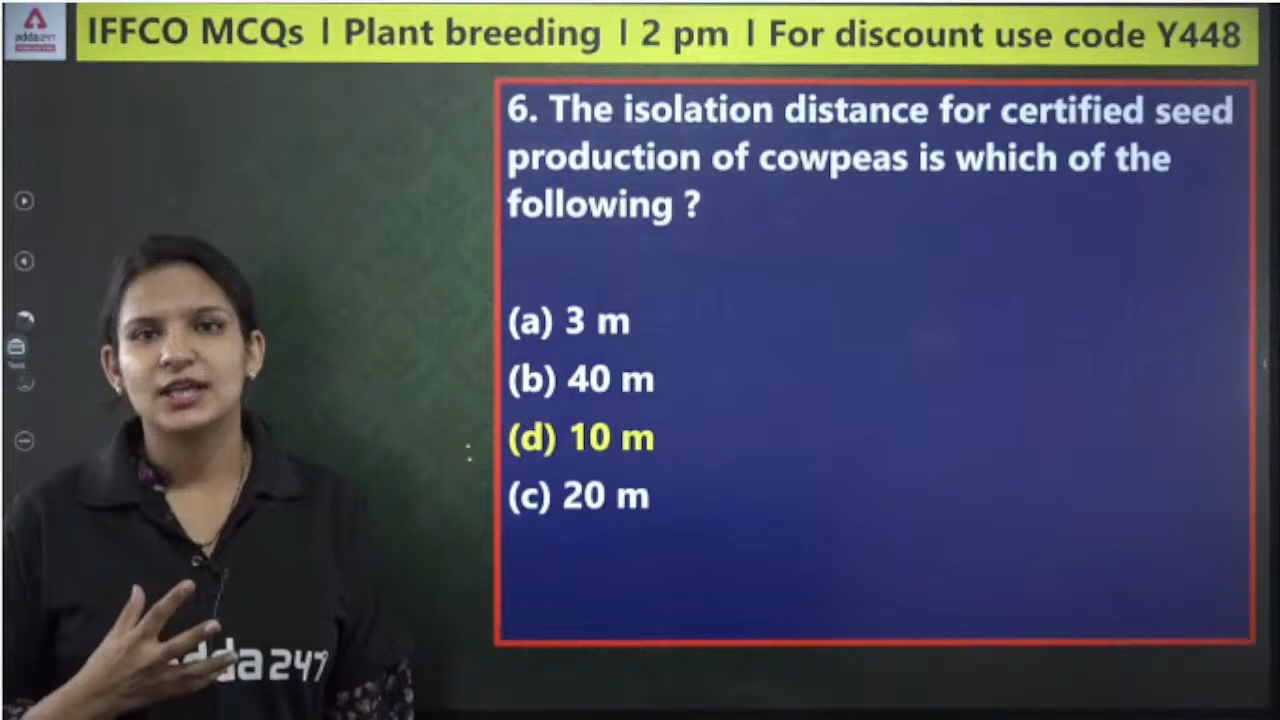 adda247
IFFCO MCQs I Plant breeding I 2 pm I For discount use code Y448
6. The isolation distance for certified seed
production of cowpeas is which of the
following ?
(a) 3 m
(b) 40 m
(d) 10 m
(c) 20 m
adda247